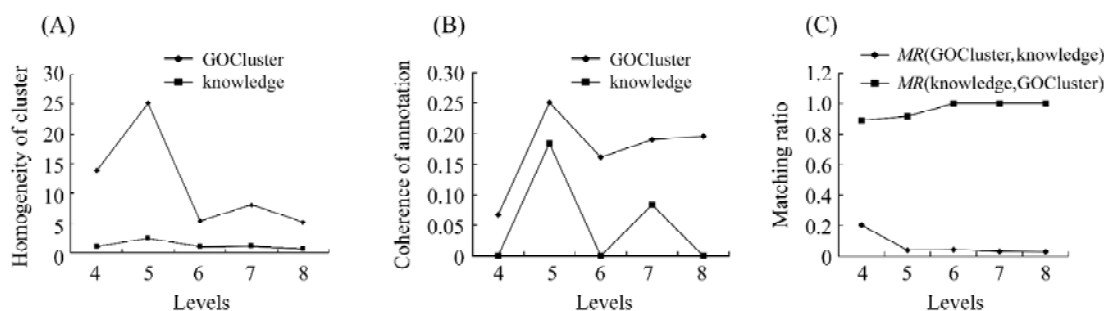 (A)
GOCluster
knowledge
30
25
20
15
10
5
0
Homogeneity of cluster
4 5 6 7 8
Levels
(B)
GOCluster
knowledge
0.30
0.25
0.20
0.15
0.10
0.05
0
Coherence of annotation
4 5 6 7 8
Levels
(C)
MR(GOCluster,knowledge)
MR(knowledge,GOCluster)
1.2
1.0
0.8
0.6
0.4
0.2
0
Matching ratio
4 5 6 7 8
Levels